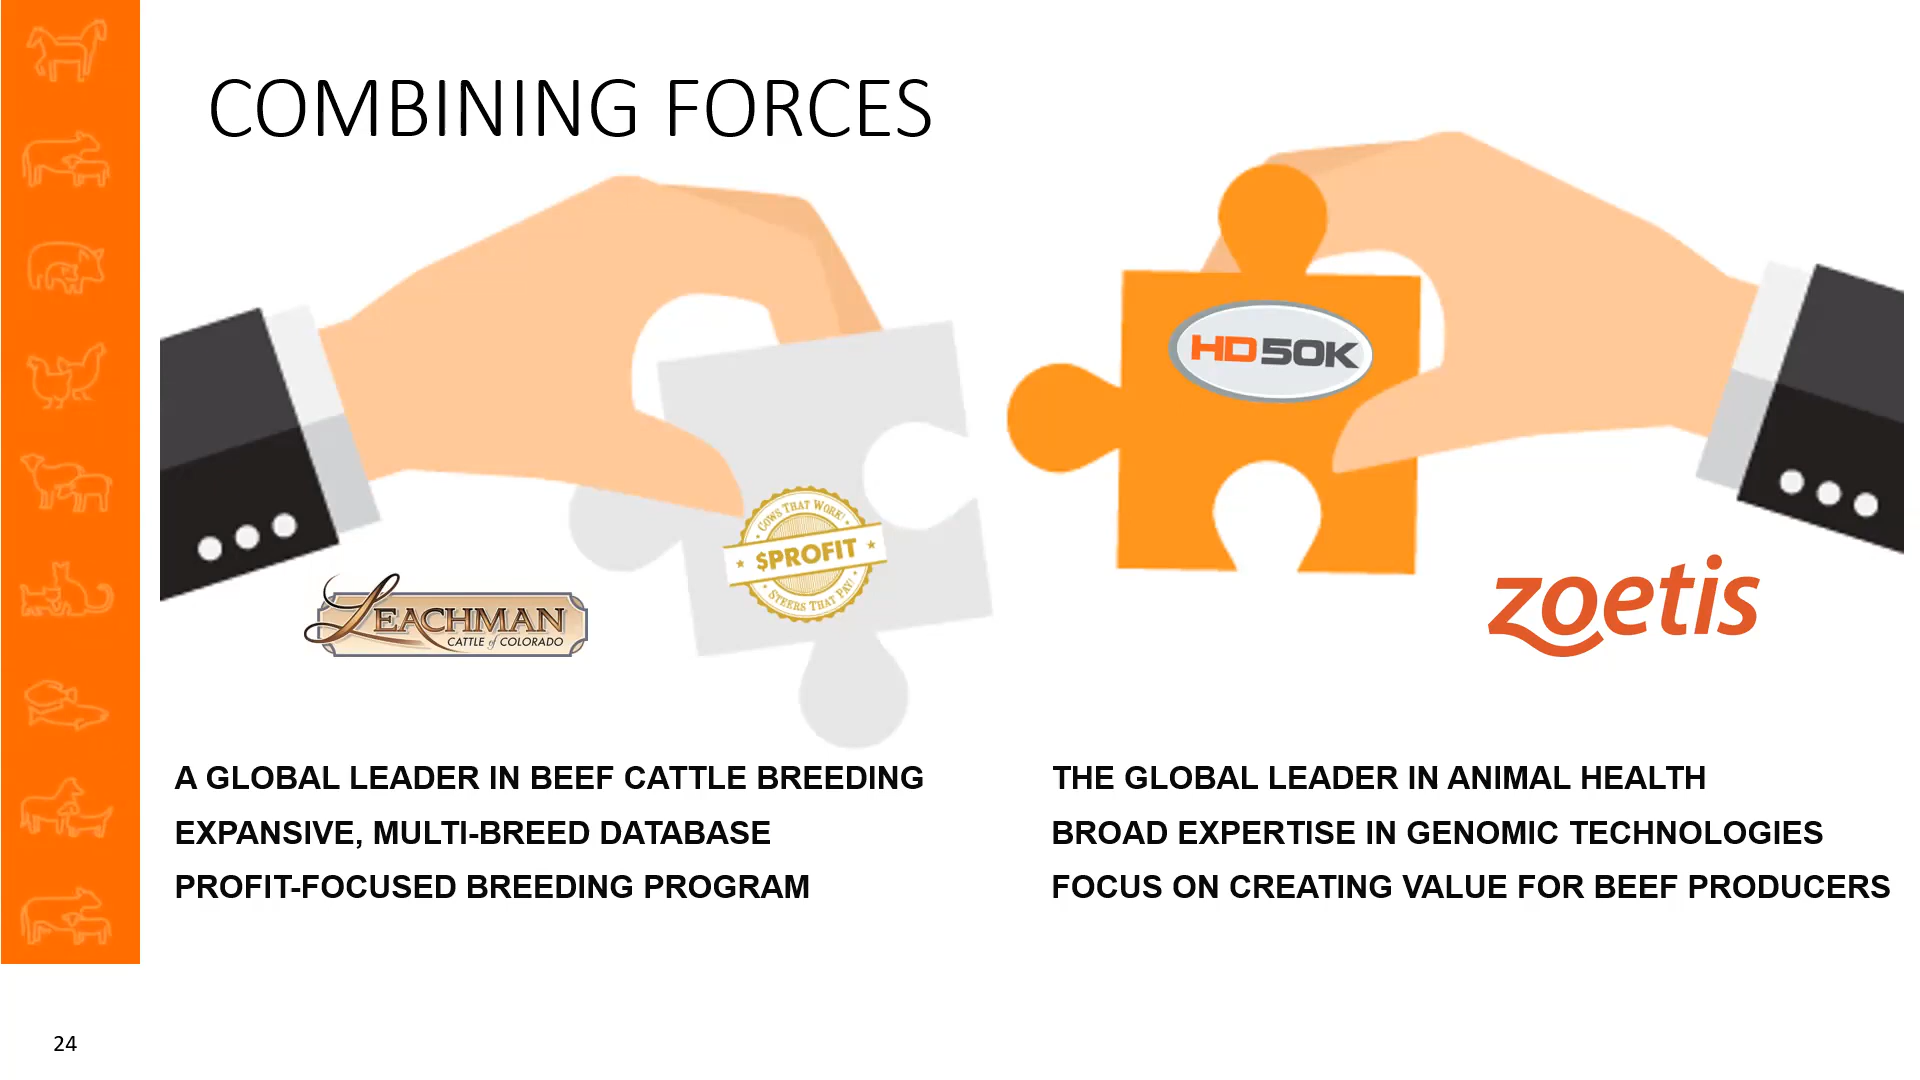 COMBINING FORCES
HD50K
COWS THAT WORK!
$PROFIT
STEERS THAT PAY!
LEACHMAN
CATTLE of COLORADO
zoetis
A GLOBAL LEADER IN BEEF CATTLE BREEDING
EXPANSIVE, MULTI-BREED DATABASE
PROFIT-FOCUSED BREEDING PROGRAM
THE GLOBAL LEADER IN ANIMAL HEALTH
BROAD EXPERTISE IN GENOMIC TECHNOLOGIES
FOCUS ON CREATING VALUE FOR BEEF PRODUCERS
24